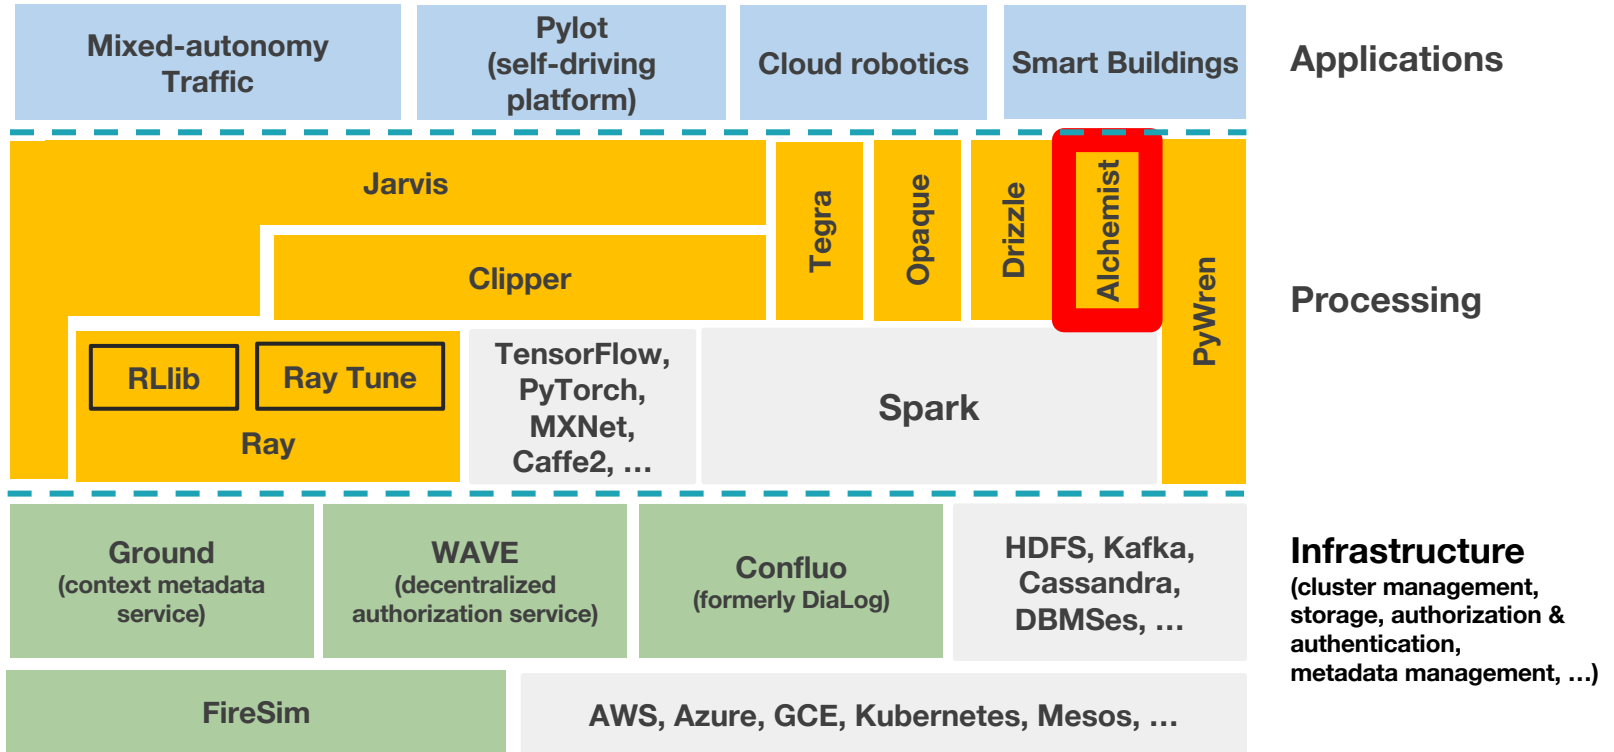 Mixed-autonomy
Traffic
Pylot
(self-driving
platform)
Cloud robotics
Smart Buildings
Applications
Jarvis
Clipper
Tegra
Opaque
Drizzle
Alchemist
PyWren
Processing
RLlib
Ray Tune
Ray
TensorFlow,
PyTorch,
MXNet,
Caffe2, …
Spark
Ground
(context metadata
service)
WAVE
(decentralized
authorization service)
Confluo
(formerly DiaLog)
HDFS, Kafka,
Cassandra,
DBMSes, …
Infrastructure
(cluster management,
storage, authorization &
authentication,
metadata management, …)
FireSim
AWS, Azure, GCE, Kubernetes, Mesos, …